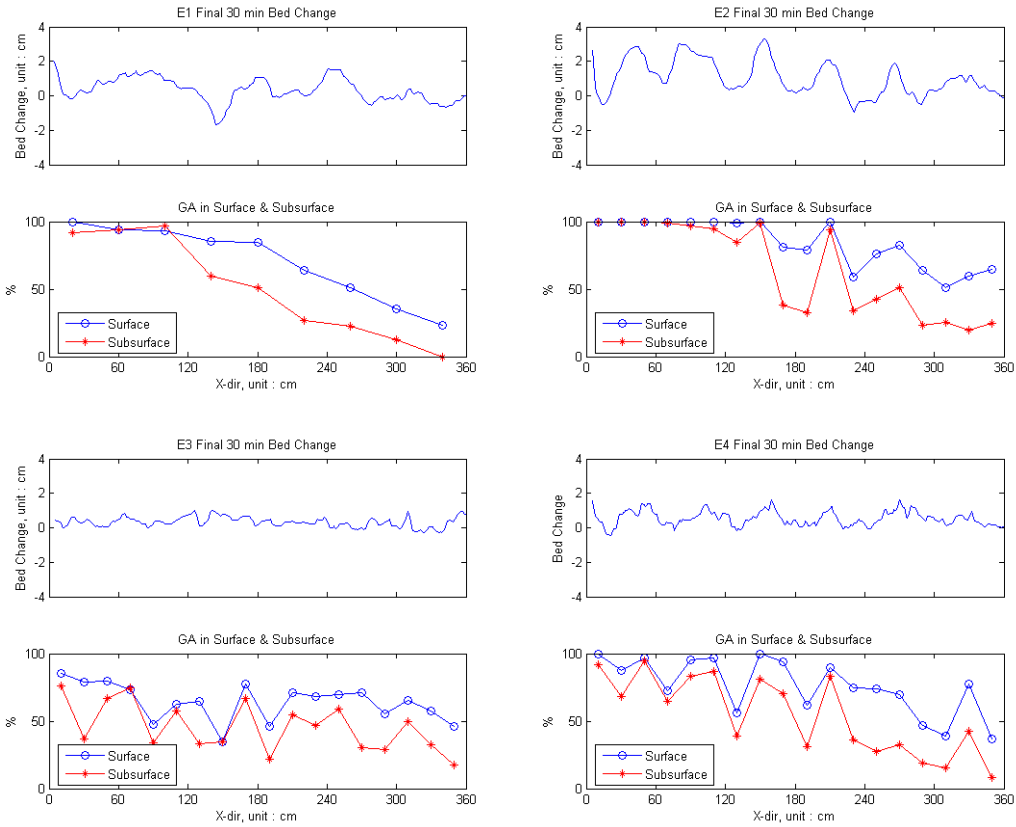 E1 Final 30 min Bed Change
4
2
0
-2
-4
Bed Change, unit : cm
GA in Surface & Subsurface
100
50
0
%
Surface
Subsurface
0 60 120 180 240 300 360
X-dir, unit : cm
E2 Final 30 min Bed Change
4
2
0
-2
-4
Bed Change, unit : cm
GA in Surface & Subsurface
100
50
0
%
Surface
Subsurface
0 60 120 180 240 300 360
X-dir, unit : cm
E3 Final 30 min Bed Change
4
2
0
-2
-4
Bed Change, unit : cm
GA in Surface & Subsurface
100
50
0
%
Surface
Subsurface
0 60 120 180 240 300 360
X-dir, unit : cm
E4 Final 30 min Bed Change
4
2
0
-2
-4
Bed Change
GA in Surface & Subsurface
100
50
0
%
Surface
Subsurface
0 60 120 180 240 300 360
X-dir, unit : cm